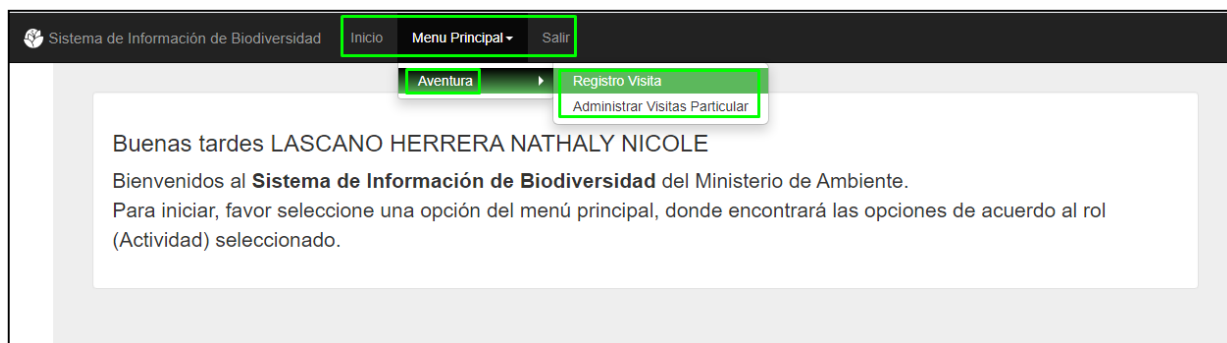 Sistema de Información de Biodiversidad Inicio Menu Principal Salir
Aventura Registro Visita
Administrar Visitas Particular
Buenas tardes LASCANO HERRERA NATHALY NICOLE
Bienvenidos al Sistema de Información de Biodiversidad del Ministerio de Ambiente.
Para iniciar, favor seleccione una opción del menú principal, donde encontrará las opciones de acuerdo al rol
(Actividad) seleccionado.